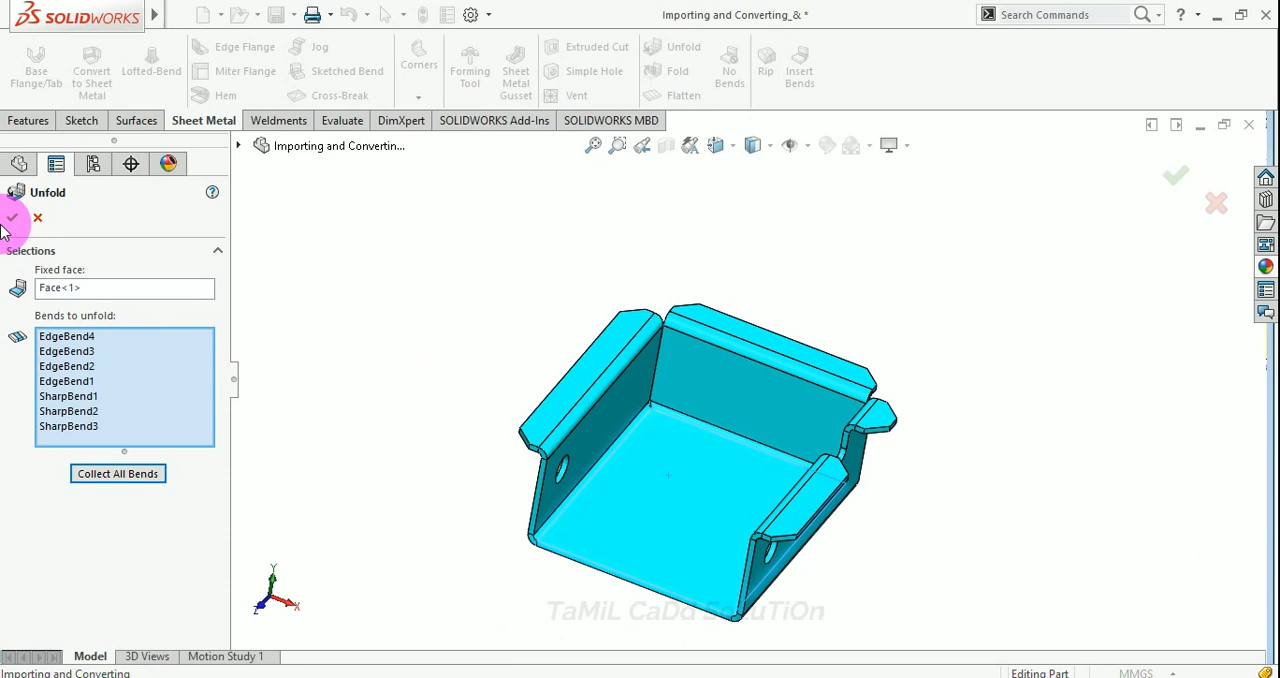 SOLIDWORKS
Importing and Converting_& *
Search Commands
?
Base Flange/Tab
Convert to Sheet Metal
Lofted-Bend
Edge Flange
Miter Flange
Hem
Jog
Sketched Bend
Cross-Break
Corners
Forming Tool
Sheet Metal Gusset
Extruded Cut
Simple Hole
Vent
Unfold
Fold
Flatten
No Bends
Rip
Insert Bends
Features
Sketch
Surfaces
Sheet Metal
Weldments
Evaluate
DimXpert
SOLIDWORKS Add-Ins
SOLIDWORKS MBD
Importing and Convertin...
Unfold
?
Selections
Fixed face:
Face<1>
Bends to unfold:
EdgeBend4
EdgeBend3
EdgeBend2
EdgeBend1
SharpBend1
SharpBend2
SharpBend3
Collect All Bends
Y
X
Z
TaMiL CaDd SoLuTiOn
Model
3D Views
Motion Study 1
Importing and Converting
Editing Part
MMGS